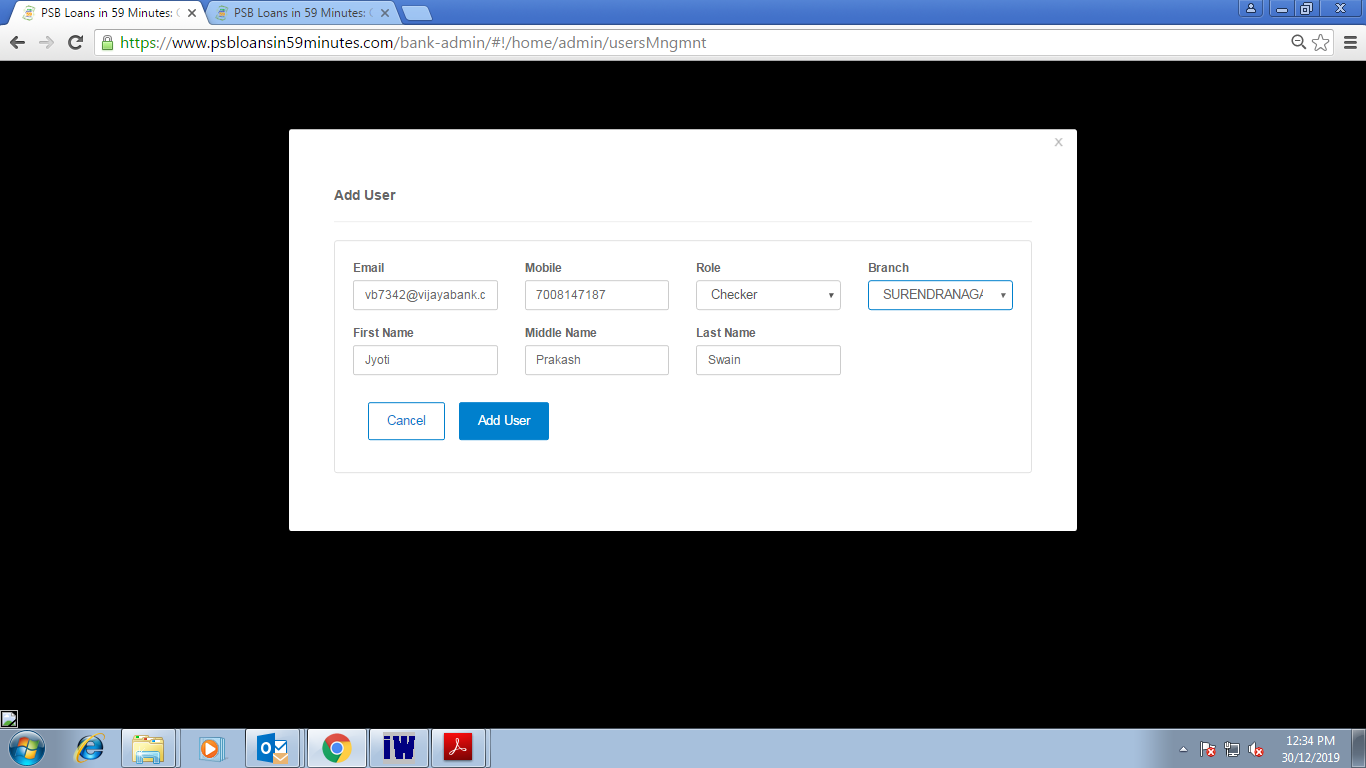 PSB Loans in 59 Minutes:
PSB Loans in 59 Minutes:
https://www.psbloansin59minutes.com/bank-admin/#!/home/admin/usersMngmnt
x
Add User
Email Mobile Role Branch
vb7342@vijayabank.c 7008147187 Checker SURENDRANAGA
First Name Middle Name Last Name
Jyoti Prakash Swain
Cancel Add User
iW
12:34 PM
30/12/2019